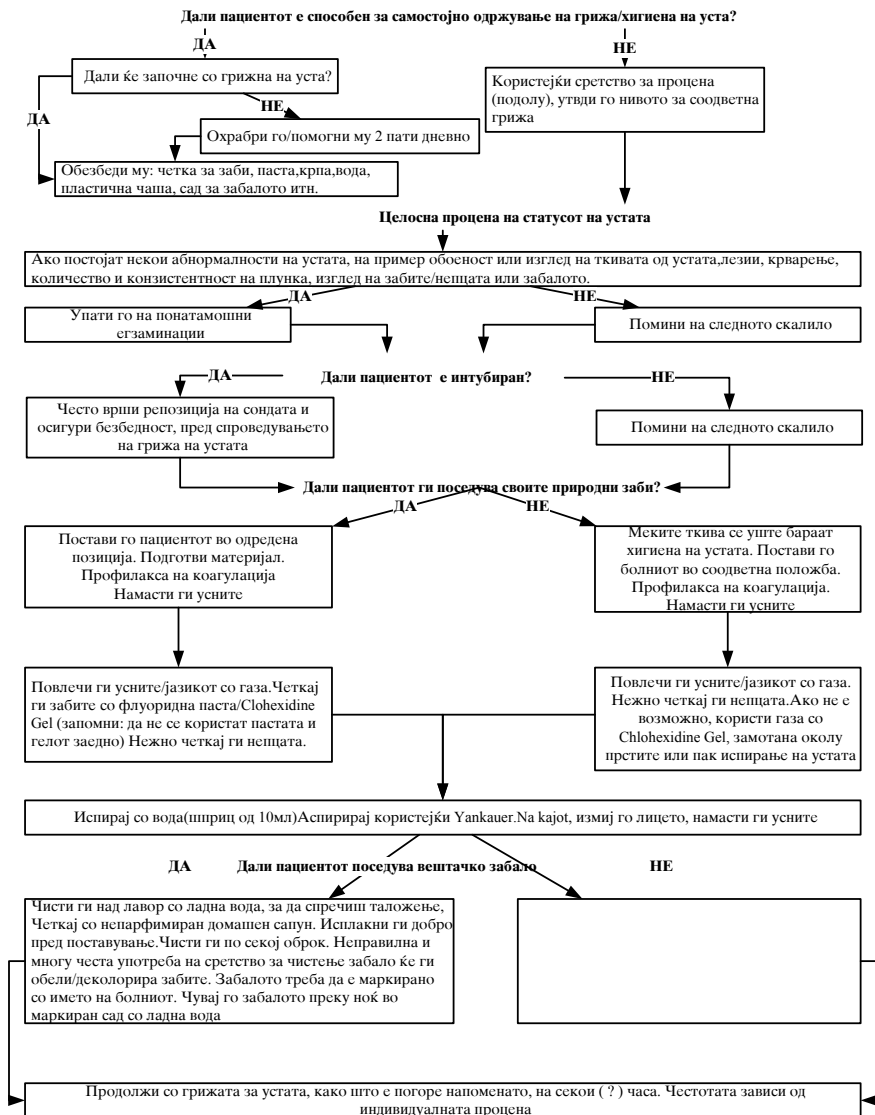 Дали пациентот е способен за самостојно одржување на грижа/хигиена на уста?
ДА
НЕ
Дали ќе започне со грижна на уста?
Користејќи сретство за процена
(подолу), утвди го нивото за соодветна
грижа
ДА
НЕ
Охрабри го/помогни му 2 пати дневно
Обезбеди му: четка за заби, паста,крпа,вода,
пластична чаша, сад за забалото итн.
Целосна процена на статусот на устата
Ако постојат некои абнормалности на устата, на пример обоеност или изглед на ткивата од устата,лезии, крварење,
количество и конзистентност на плунка, изглед на забите/непцата или забалото.
ДА
НЕ
Упати го на понатамошни
егзаминации
Помини на следното скалило
ДА
Дали пациентот е интубиран?
НЕ
Често врши репозиција на сондата и
осигури безбедност, пред спроведувањето
на грижа на устата
Помини на следното скалило
Дали пациентот ги поседува своите природни заби?
ДА
НЕ
Постави го пациентот во одредена
позиција. Подготви материјал.
Профилакса на коагулација
Намасти ги усните
Меките ткива се уште бараат
хигиена на устата. Постави го
болниот во соодветна положба.
Профилакса на коагулација.
Намасти ги усните
Повлечи ги усните/јазикот со газа.Четкај
ги забите со флуоридна паста/Clohexidine
Gel (запомни: да не се користат пастата и
гелот заедно) Нежно четкај ги непцата.
Повлечи ги усните/јазикот со газа.
Нежно четкај ги непцата.Ако не е
возможно, користи газа со
Chlohexidine Gel, замотана околу
прстите или пак испирање на устата
Испирај со вода(шприц од 10мл)Аспирирај користејќи Yankauer.Na kajot, измиј го лицето, намасти ги усните
ДА
Дали пациентот поседува вештачко забало
НЕ
Чисти ги над лавор со ладна вода, за да спречиш таложење,
Четкај со непарфимиран домашен сапун. Исплакни ги добро
пред поставување.Чисти ги по секој оброк. Неправилна и
многу честа употреба на сретство за чистење забало ќе ги
обели/деколорира забите. Забалото треба да е маркирано
со името на болниот. Чувај го забалото преку ноќ во
маркиран сад со ладна вода
Продолжи со грижата за устата, како што е погоре напоменато, на секои ( ? ) часа. Честотата зависи од
индивидуалната процена